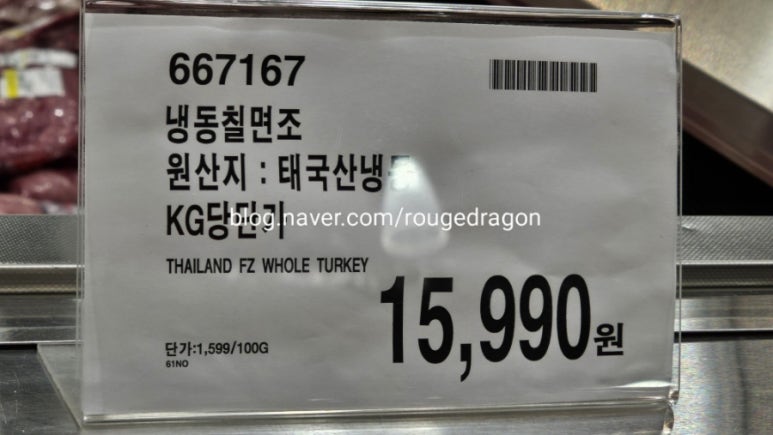 667167
냉동칠면조
원산지 : 태국산냉동
KG당단가
blog.naver.com/rougedragon
THAILAND FZ WHOLE TURKEY
15,990원
단가:1,599/100G
61NO